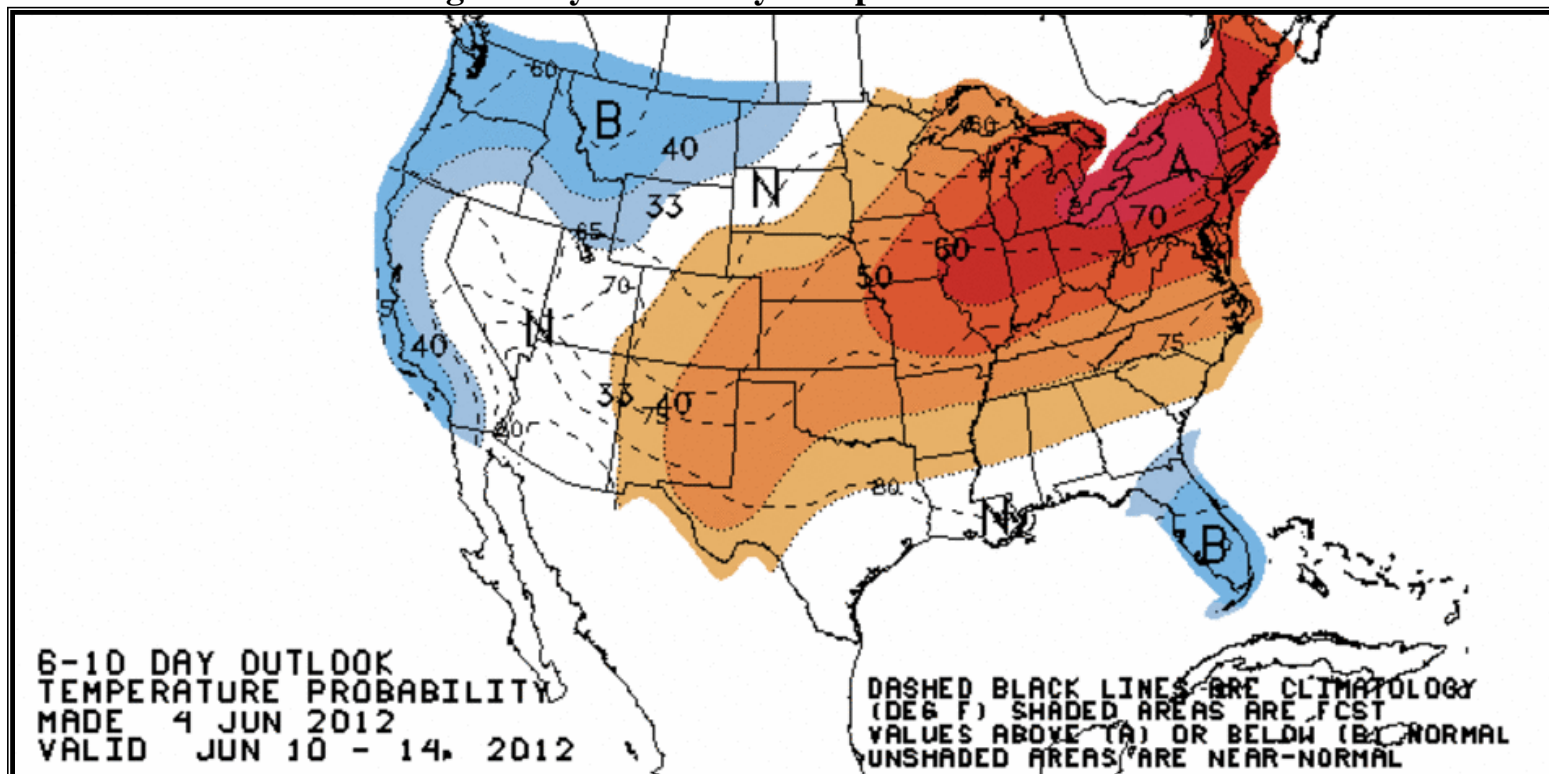 60
B
40
A
N
33
65
70
60
70
60
50
N
40
75
33
40
75
80
80
N
B
6-10 DAY OUTLOOK
TEMPERATURE PROBABILITY
MADE 4 JUN 2012
VALID JUN 10 - 14, 2012
DASHED BLACK LINES ARE CLIMATOLOGY
(DEG F) SHADED AREAS ARE FCST
VALUES ABOVE (A) OR BELOW (B) NORMAL
UNSHADED AREAS ARE NEAR-NORMAL